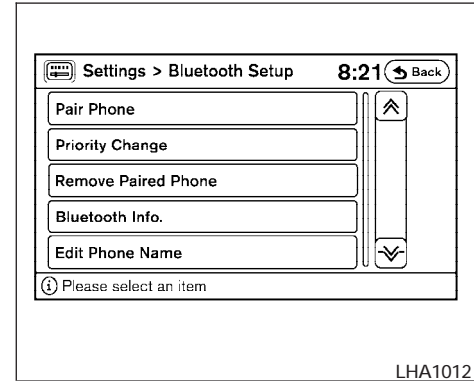 Settings > Bluetooth Setup 8:21 Back
Pair Phone
Priority Change
Remove Paired Phone
Bluetooth Info.
Edit Phone Name
i Please select an item
LHA1012